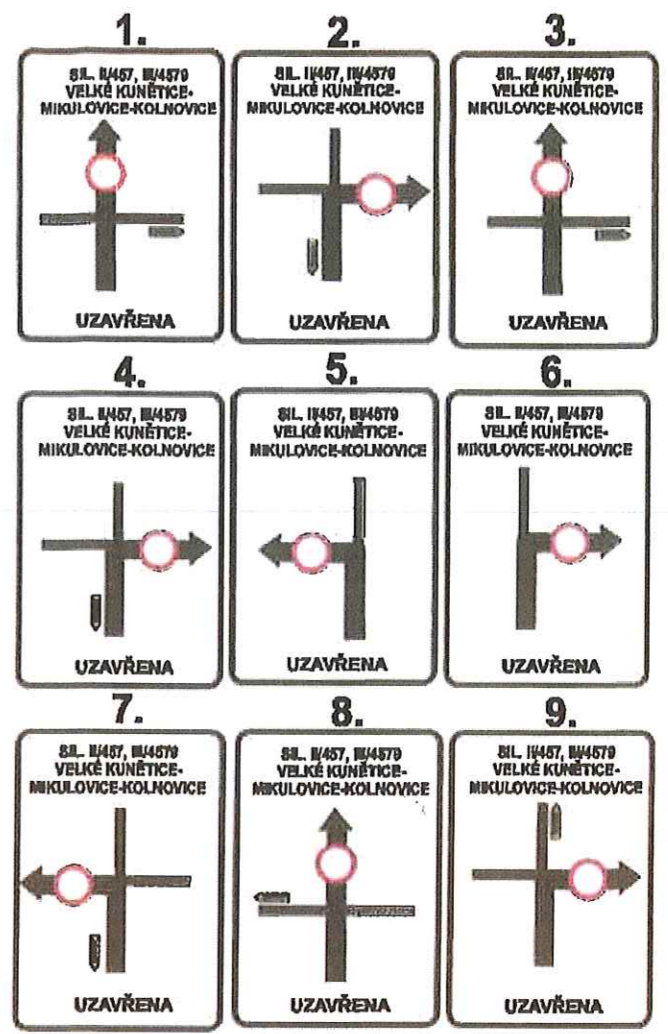 1.
SIL. II/457, III/4579
VELKÉ KUNĚTICE-
MIKULOVICE-KOLNOVICE
UZAVŘENA
2.
SIL. II/457, III/4579
VELKÉ KUNĚTICE-
MIKULOVICE-KOLNOVICE
UZAVŘENA
3.
SIL. II/457, III/4579
VELKÉ KUNĚTICE-
MIKULOVICE-KOLNOVICE
UZAVŘENA
4.
SIL. II/457, III/4579
VELKÉ KUNĚTICE-
MIKULOVICE-KOLNOVICE
UZAVŘENA
5.
SIL. II/457, III/4579
VELKÉ KUNĚTICE-
MIKULOVICE-KOLNOVICE
UZAVŘENA
6.
SIL. II/457, III/4579
VELKÉ KUNĚTICE-
MIKULOVICE-KOLNOVICE
UZAVŘENA
7.
SIL. II/457, III/4579
VELKÉ KUNĚTICE-
MIKULOVICE-KOLNOVICE
UZAVŘENA
8.
SIL. II/457, III/4579
VELKÉ KUNĚTICE-
MIKULOVICE-KOLNOVICE
UZAVŘENA
9.
SIL. II/457, III/4579
VELKÉ KUNĚTICE-
MIKULOVICE-KOLNOVICE
UZAVŘENA